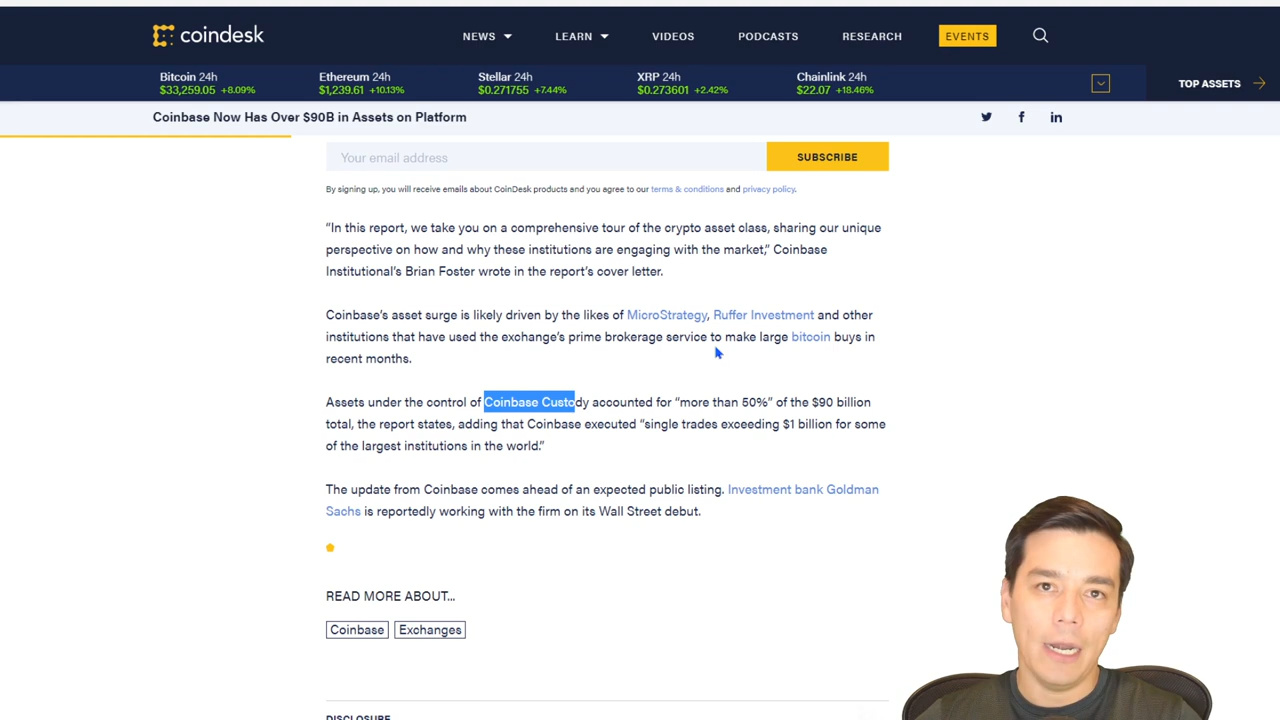 coindesk
NEWS LEARN VIDEOS PODCASTS RESEARCH EVENTS
Bitcoin 24h Ethereum 24h Stellar 24h XRP 24h Chainlink 24h
$33,259.05 +8.09% $1,239.61 +10.13% $0.271755 +7.44% $0.273601 +2.42% $22.07 +18.46%
TOP ASSETS
Coinbase Now Has Over $90B in Assets on Platform
Your email address SUBSCRIBE
By signing up, you will receive emails about CoinDesk products and you agree to our terms & conditions and privacy policy.
“In this report, we take you on a comprehensive tour of the crypto asset class, sharing our unique
perspective on how and why these institutions are engaging with the market,” Coinbase
Institutional’s Brian Foster wrote in the report’s cover letter.
Coinbase’s asset surge is likely driven by the likes of MicroStrategy, Ruffer Investment and other
institutions that have used the exchange’s prime brokerage service to make large bitcoin buys in
recent months.
Assets under the control of Coinbase Custody accounted for “more than 50%” of the $90 billion
total, the report states, adding that Coinbase executed “single trades exceeding $1 billion for some
of the largest institutions in the world.”
The update from Coinbase comes ahead of an expected public listing. Investment bank Goldman
Sachs is reportedly working with the firm on its Wall Street debut.
READ MORE ABOUT...
Coinbase Exchanges
DISCLOSURE